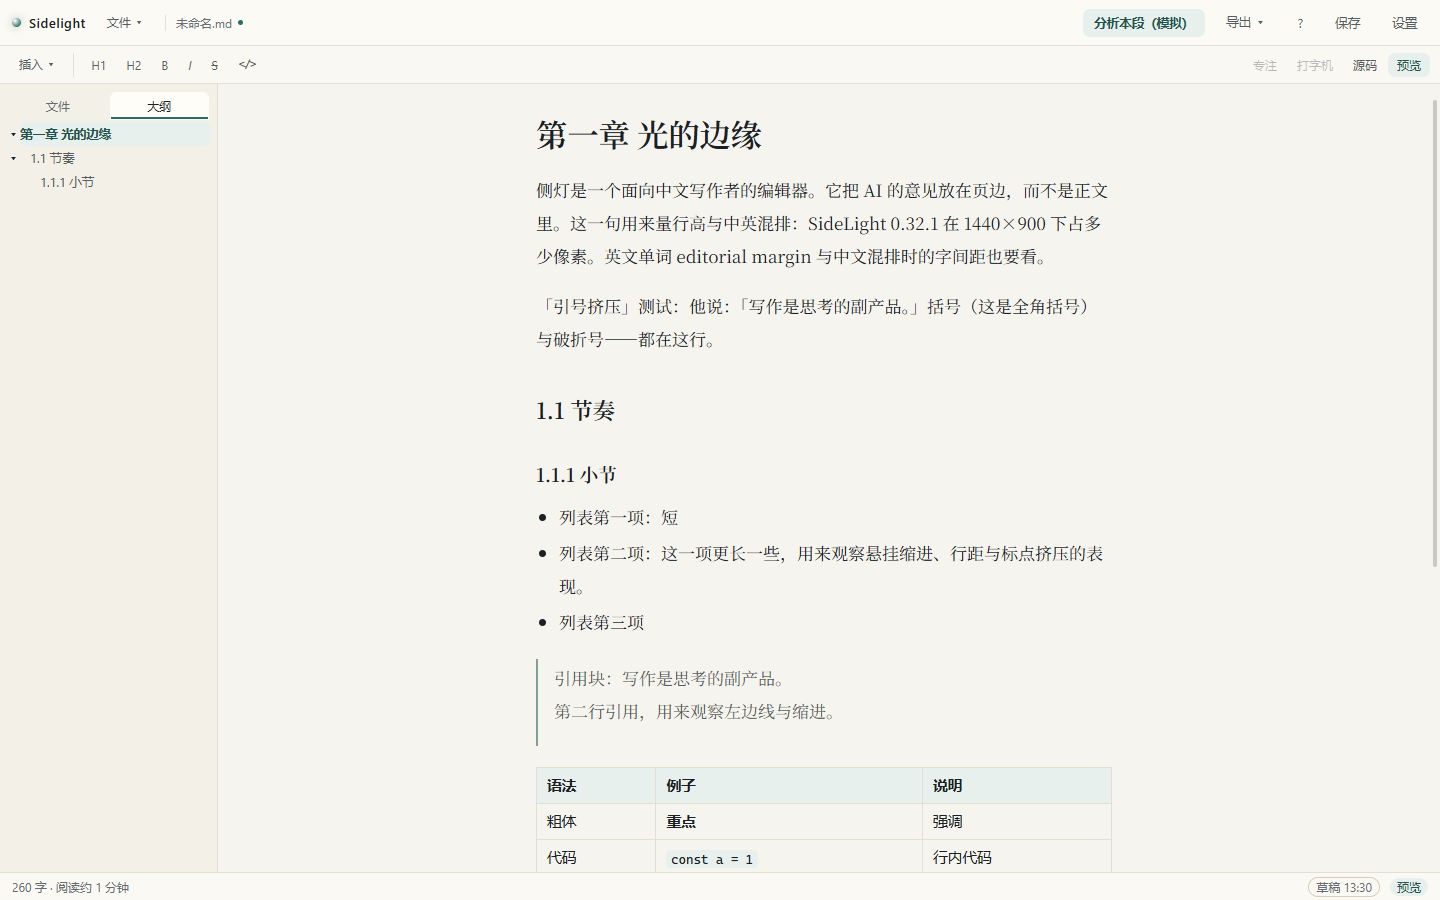 Sidelight 文件 未命名.md 分析本段（模拟） 导出 ? 保存 设置
插入 H1 H2 B I S </> 专注 打字机 源码 预览
文件 大纲
第一章 光的边缘
1.1 节奏
1.1.1 小节
第一章 光的边缘
侧灯是一个面向中文写作者的编辑器。它把 AI 的意见放在页边，而不是正文
里。这一句用来量行高与中英混排：SideLight 0.32.1 在 1440×900 下占多
少像素。英文单词 editorial margin 与中文混排时的字间距也要看。
「引号挤压」测试：他说：「写作是思考的副产品。」括号（这是全角括号）
与破折号——都在这行。
1.1 节奏
1.1.1 小节
列表第一项：短
列表第二项：这一项更长一些，用来观察悬挂缩进、行距与标点挤压的表
现。
列表第三项
引用块：写作是思考的副产品。
第二行引用，用来观察左边线与缩进。
语法 例子 说明
粗体 重点 强调
代码 const a = 1 行内代码
260 字 · 阅读约 1 分钟 草稿 13:30 预览